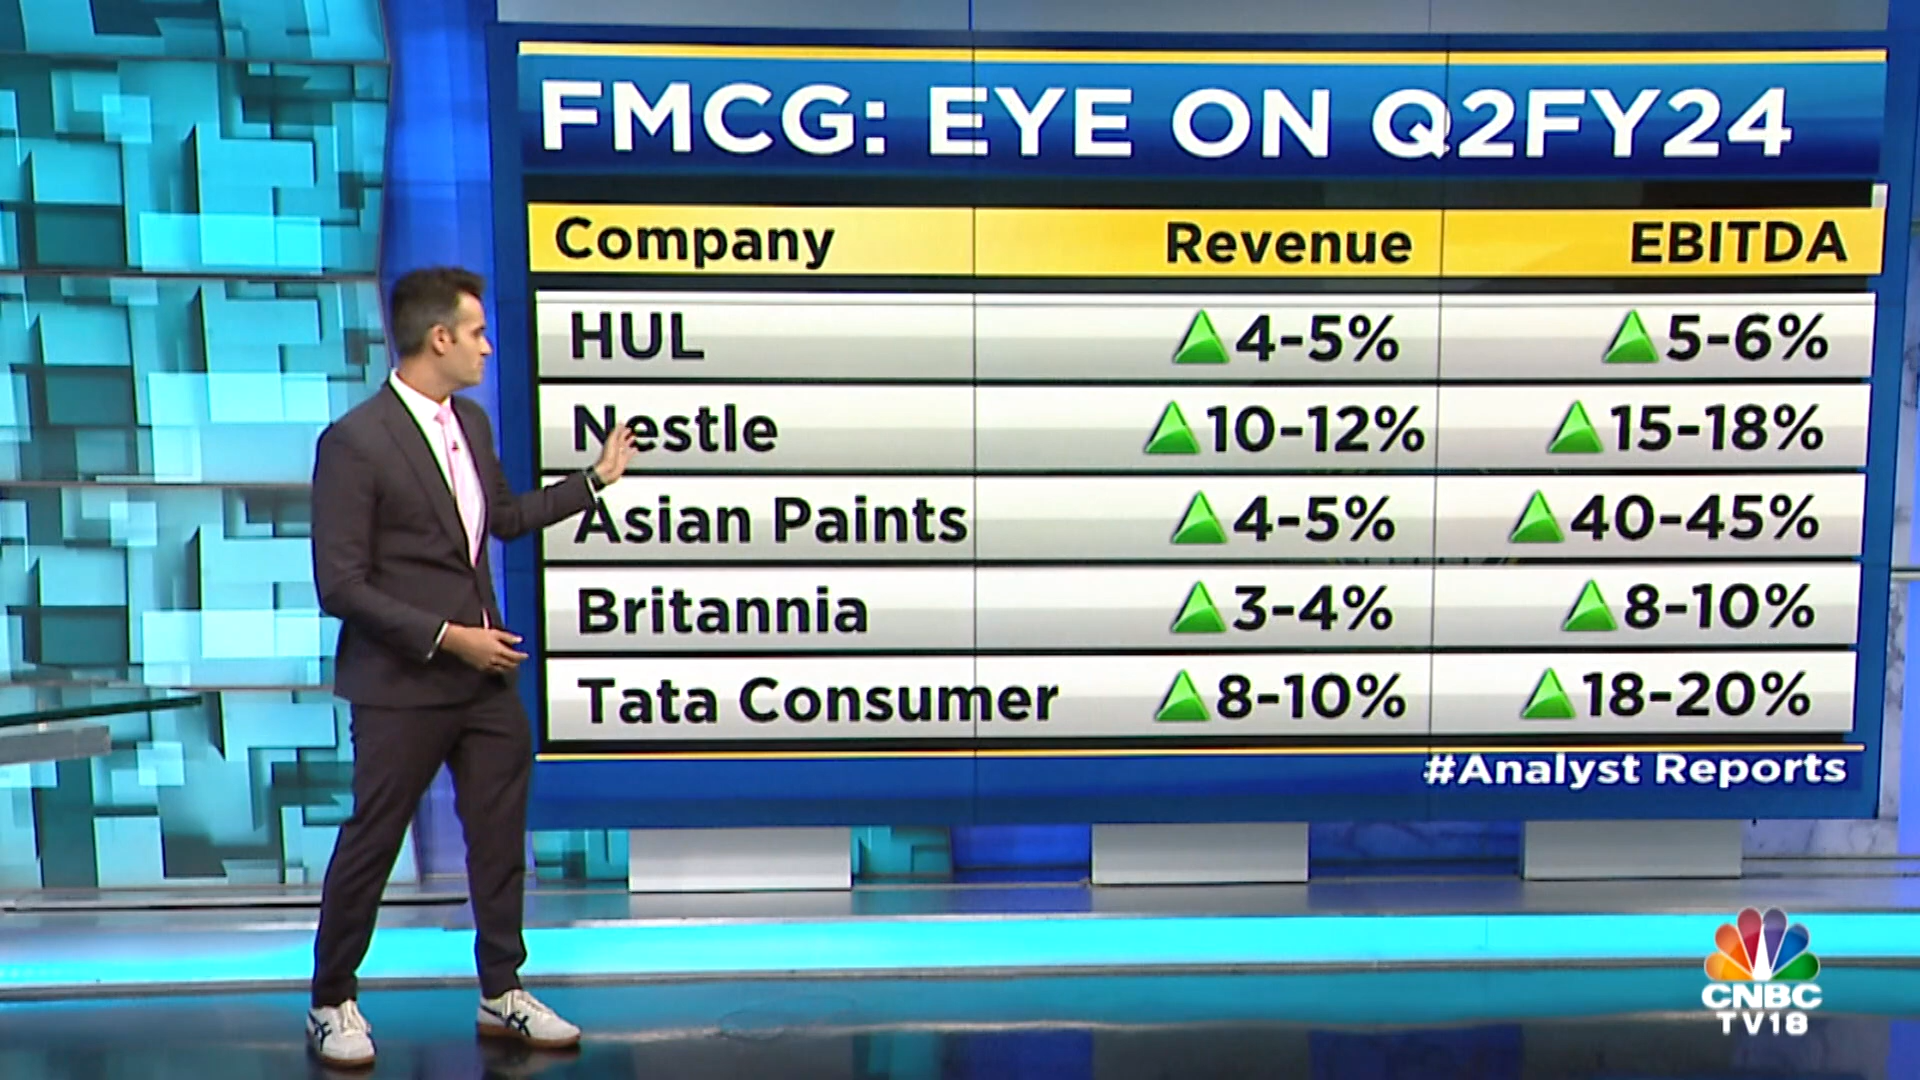 FMCG: EYE ON Q2FY24
Company Revenue EBITDA
HUL 4-5% 5-6%
Nestle 10-12% 15-18%
Asian Paints 4-5% 40-45%
Britannia 3-4% 8-10%
Tata Consumer 8-10% 18-20%
#Analyst Reports
CNBC
TV18